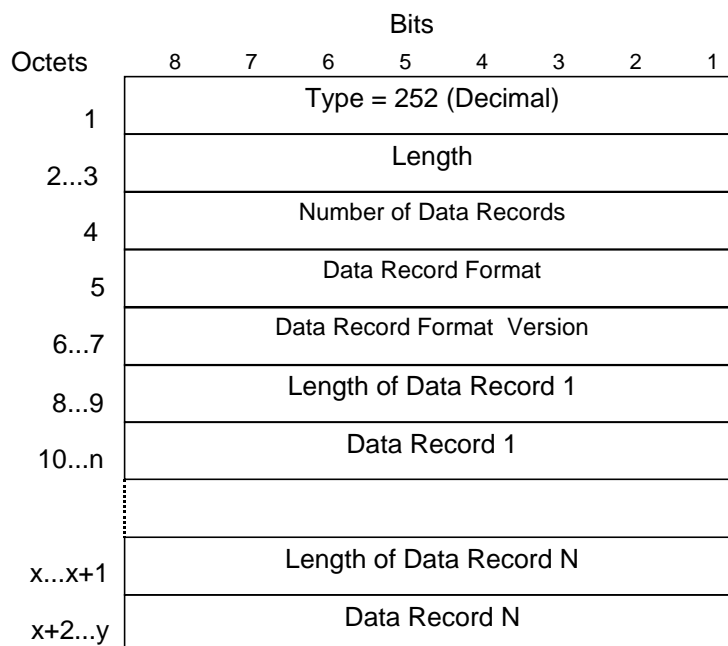 Bits
Octets 8 7 6 5 4 3 2 1
1 Type = 252 (Decimal)
2...3 Length
4 Number of Data Records
5 Data Record Format
6...7 Data Record Format Version
8...9 Length of Data Record 1
10...n Data Record 1
x...x+1 Length of Data Record N
x+2...y Data Record N